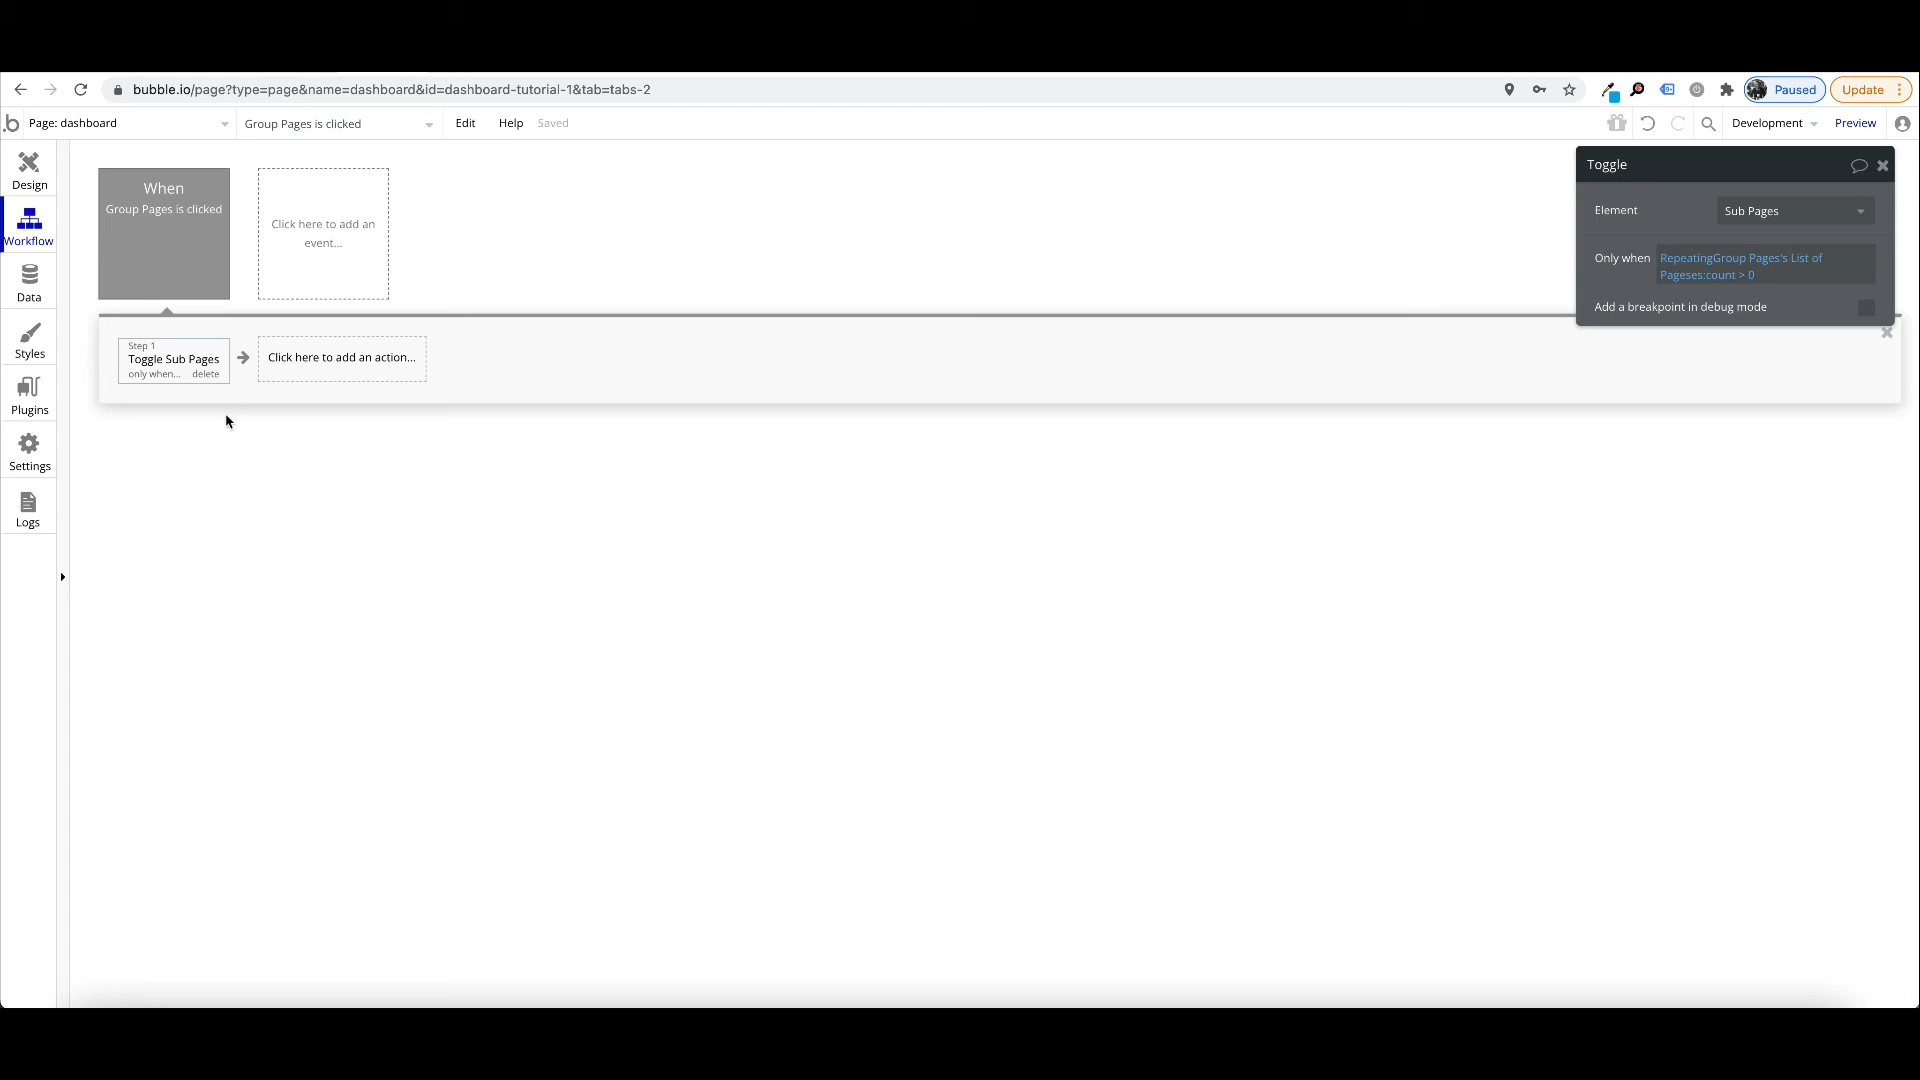 bubble.io/page?type=page&name=dashboard&id=dashboard-tutorial-1&tab=tabs-2
Paused
Update
.b
Page: dashboard
Group Pages is clicked
Edit
Help
Saved
Development
Preview
Design
Workflow
Data
Styles
Plugins
Settings
Logs
When
Group Pages is clicked
Click here to add an
event...
Toggle
Element
Sub Pages
Only when
RepeatingGroup Pages's List of
Pageses:count > 0
Add a breakpoint in debug mode
Step 1
Toggle Sub Pages
only when...
delete
Click here to add an action...